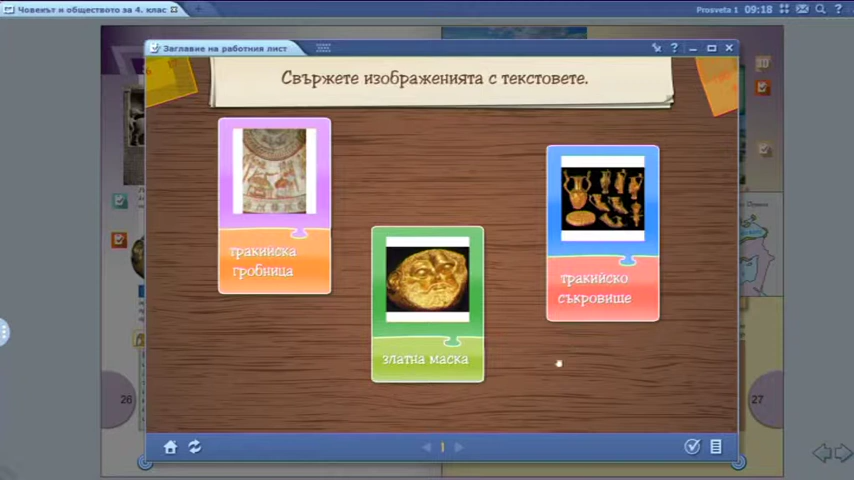 Човекът и обществото за 4. клас
Prosveta 1 09:18
Заглавие на работния лист
Свържете изображенията с текстовете.
3D
тракийска
гробница
златна маска
тракийско
съкровище
26
27
1